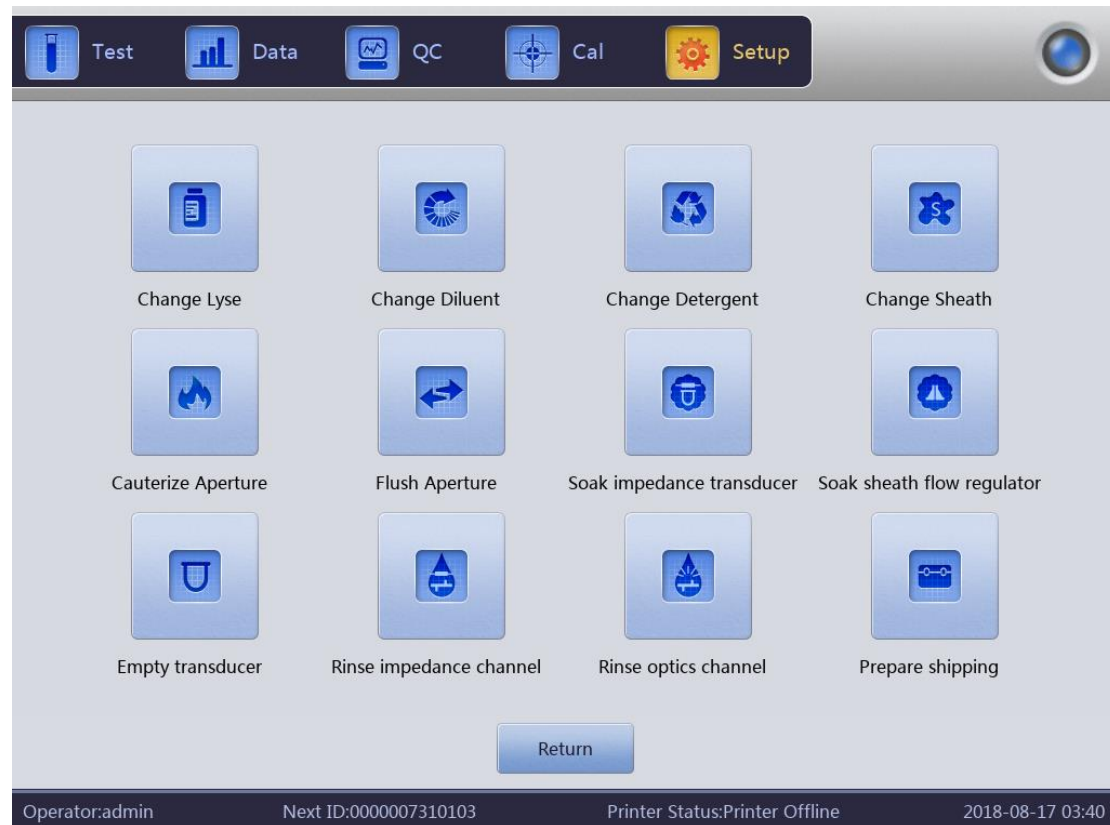 Test Data QC Cal Setup
Change Lyse Change Diluent Change Detergent Change Sheath
Cauterize Aperture Flush Aperture Soak impedance transducer Soak sheath flow regulator
Empty transducer Rinse impedance channel Rinse optics channel Prepare shipping
Return
Operator:admin Next ID:0000007310103 Printer Status:Printer Offline 2018-08-17 03:40